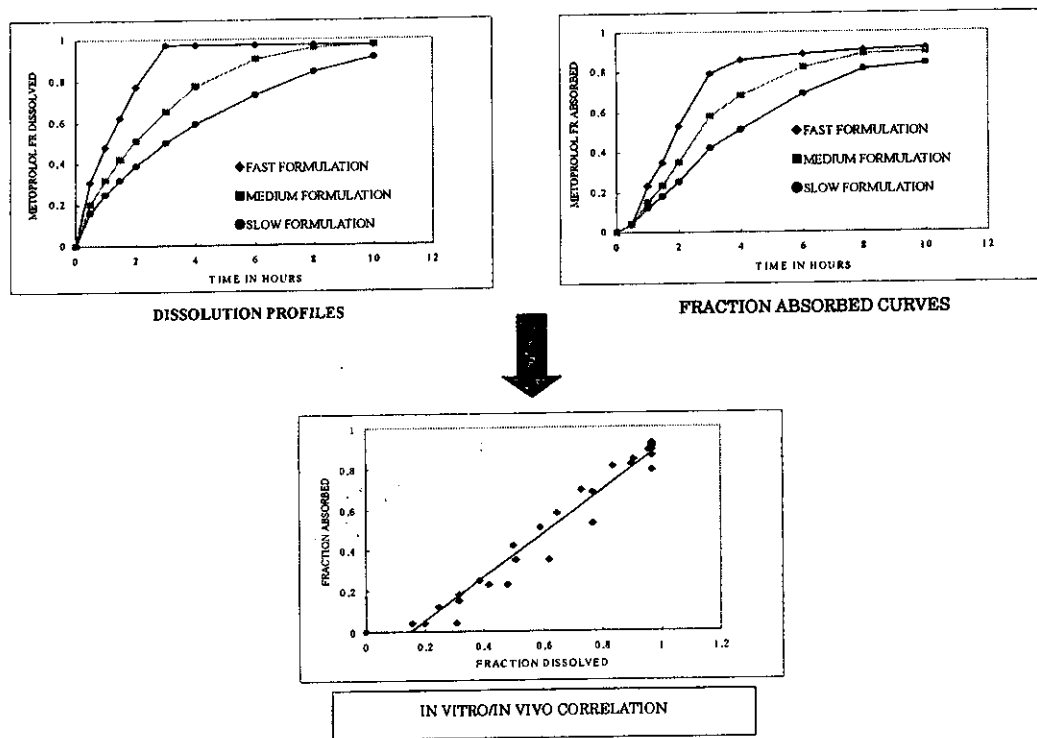 METOPROLOL FR DISSOLVED
1
0.8
0.6
0.4
0.2
0
0 2 4 6 8 10 12
TIME IN HOURS
FAST FORMULATION
MEDIUM FORMULATION
SLOW FORMULATION
DISSOLUTION PROFILES
METOPROLOL FR ABSORBED
1
0.8
0.6
0.4
0.2
0
0 2 4 6 8 10 12
TIME IN HOURS
FAST FORMULATION
MEDIUM FORMULATION
SLOW FORMULATION
FRACTION ABSORBED CURVES
FRACTION ABSORBED
1
0.8
0.6
0.4
0.2
0
0 0.2 0.4 0.6 0.8 1 1.2
FRACTION DISSOLVED
IN VITRO/IN VIVO CORRELATION